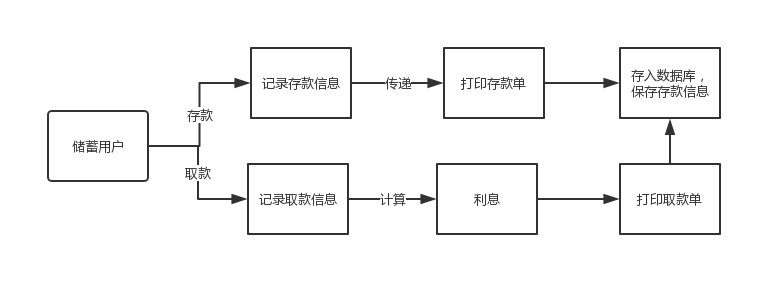 储蓄用户
存款
取款
记录存款信息
传递
打印存款单
存入数据库，
保存存款信息
记录取款信息
计算
利息
打印取款单